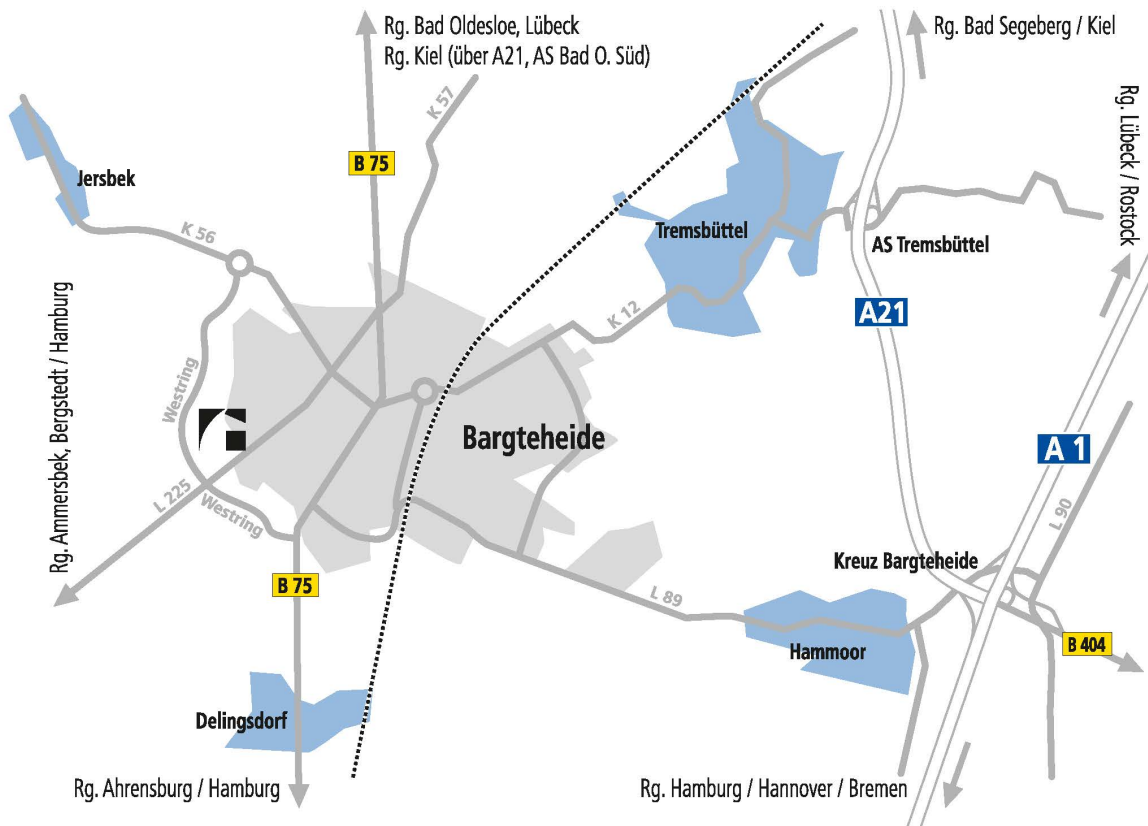 Rg. Bad Oldesloe, Lübeck
Rg. Kiel (über A21, AS Bad O. Süd)
Rg. Bad Segeberg / Kiel
K 57
Rg. Lübeck / Rostock
B 75
Jersbek
K 56
Tremsbüttel
AS Tremsbüttel
A21
K 12
Rg. Ammersbek, Bergstedt / Hamburg
Westring
Bargteheide
A 1
L 225
Westring
L 90
Kreuz Bargteheide
B 75
L 89
Hammoor
B 404
Delingsdorf
Rg. Ahrensburg / Hamburg
Rg. Hamburg / Hannover / Bremen